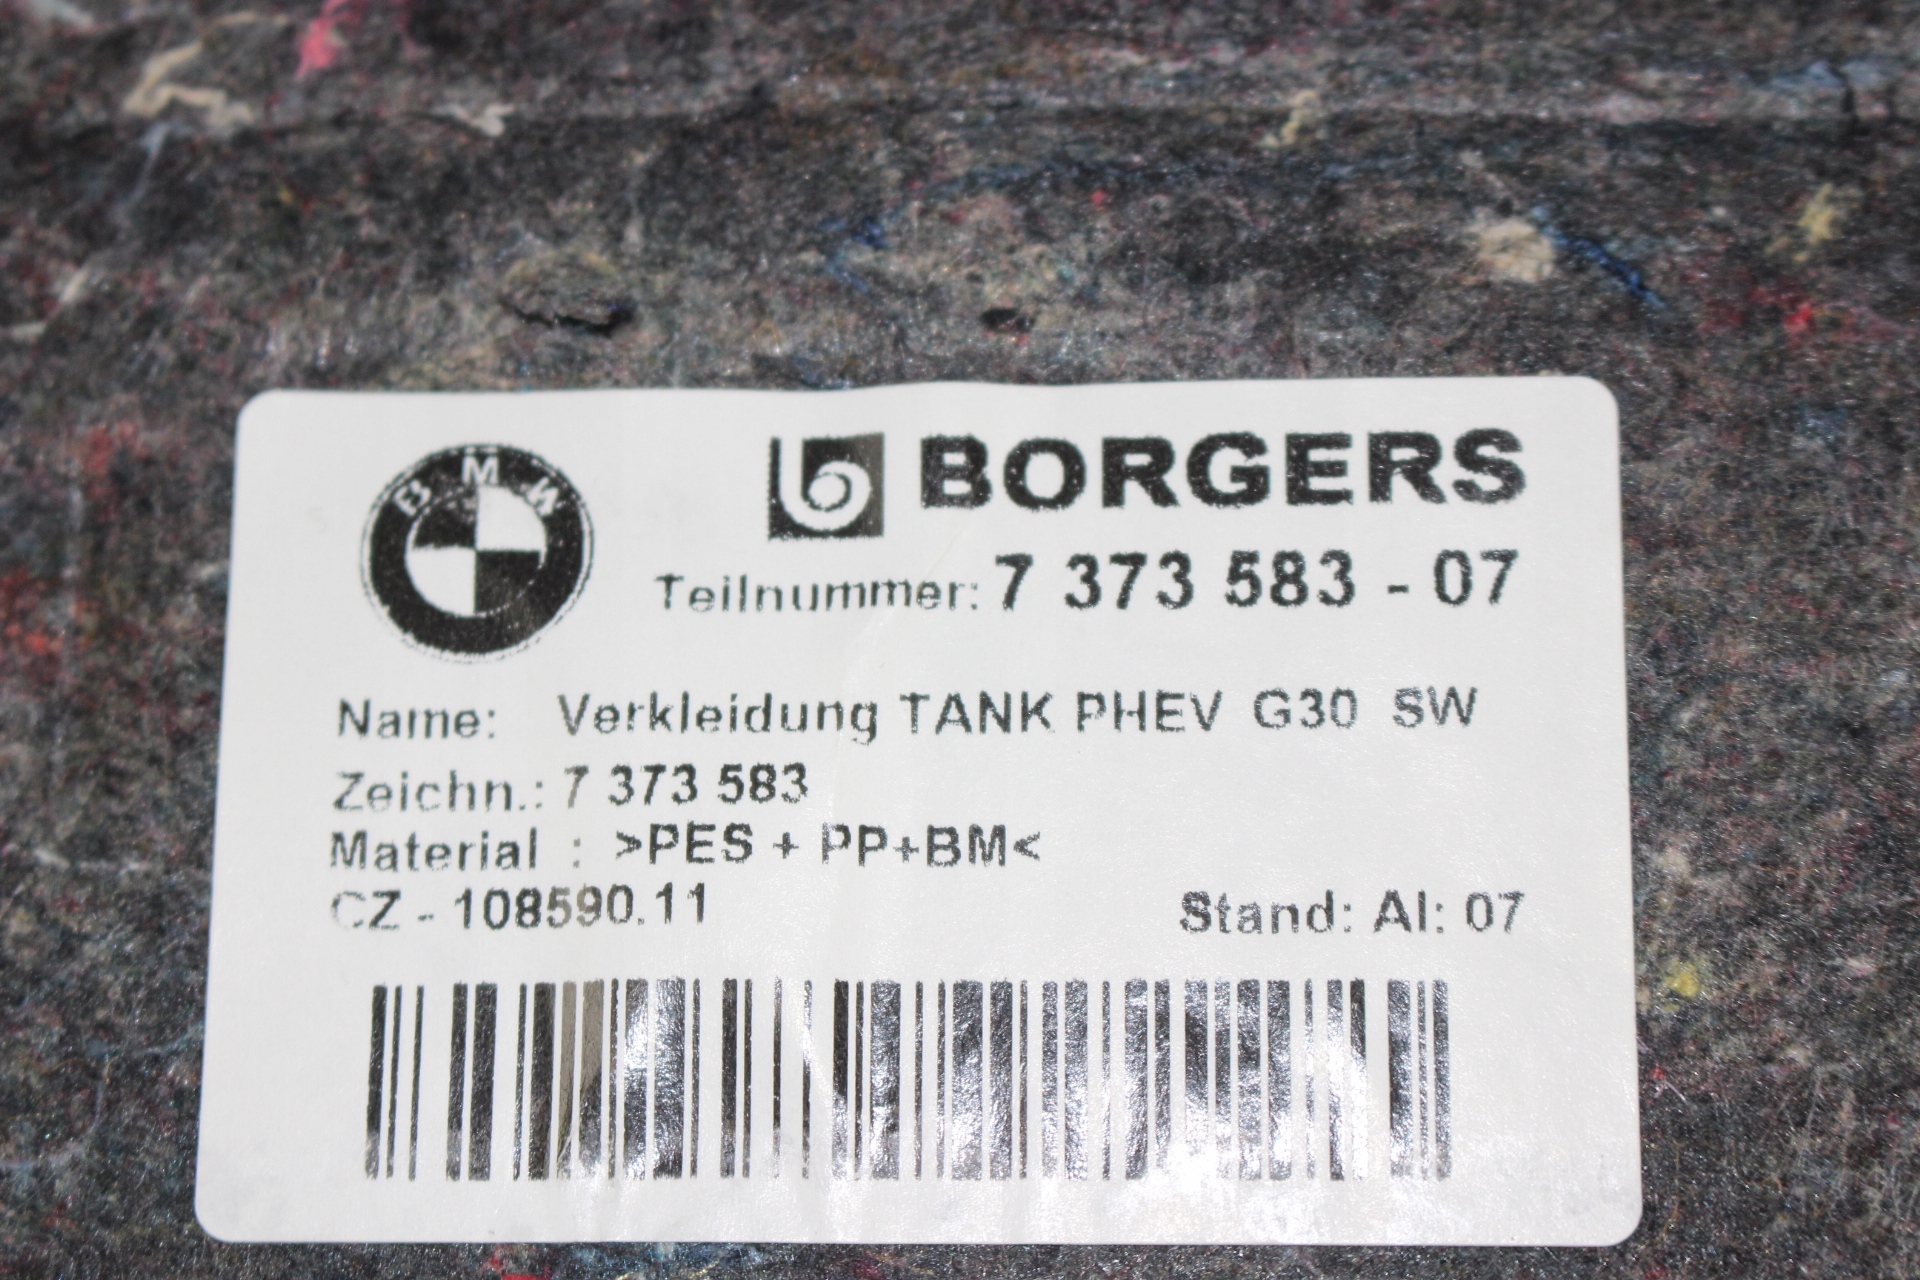 BMW
BORGERS
Teilnummer: 7 373 583 - 07
Name: Verkleidung TANK PHEV G30 SW
Zeichn.: 7 373 583
Material : >PES + PP+BM<
CZ - 108590.11
Stand: AI: 07